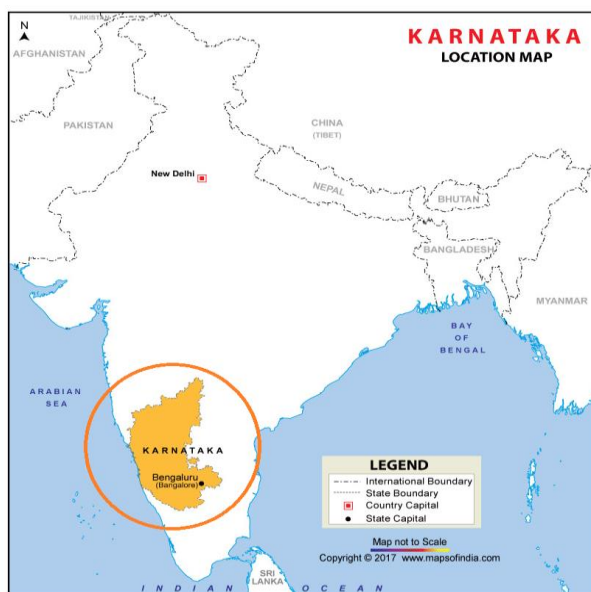 KARNATAKA
LOCATION MAP
N
TAJIKISTAN
AFGHANISTAN
PAKISTAN
CHINA
(TIBET)
New Delhi
NEPAL
BHUTAN
BANGLADESH
MYANMAR
BAY
OF
BENGAL
ARABIAN
SEA
KARNATAKA
Bengaluru
(Bangalore)
LEGEND
International Boundary
State Boundary
Country Capital
State Capital
Map not to Scale
Copyright © 2017 www.mapsofindia.com
SRI
LANKA
INDIAN OCEAN